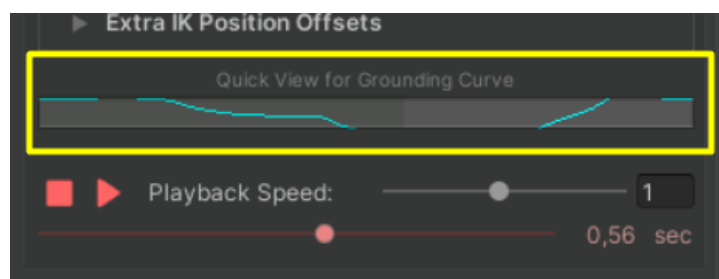 Extra IK Position Offsets
Quick View for Grounding Curve
Playback Speed: 1
0,56 sec